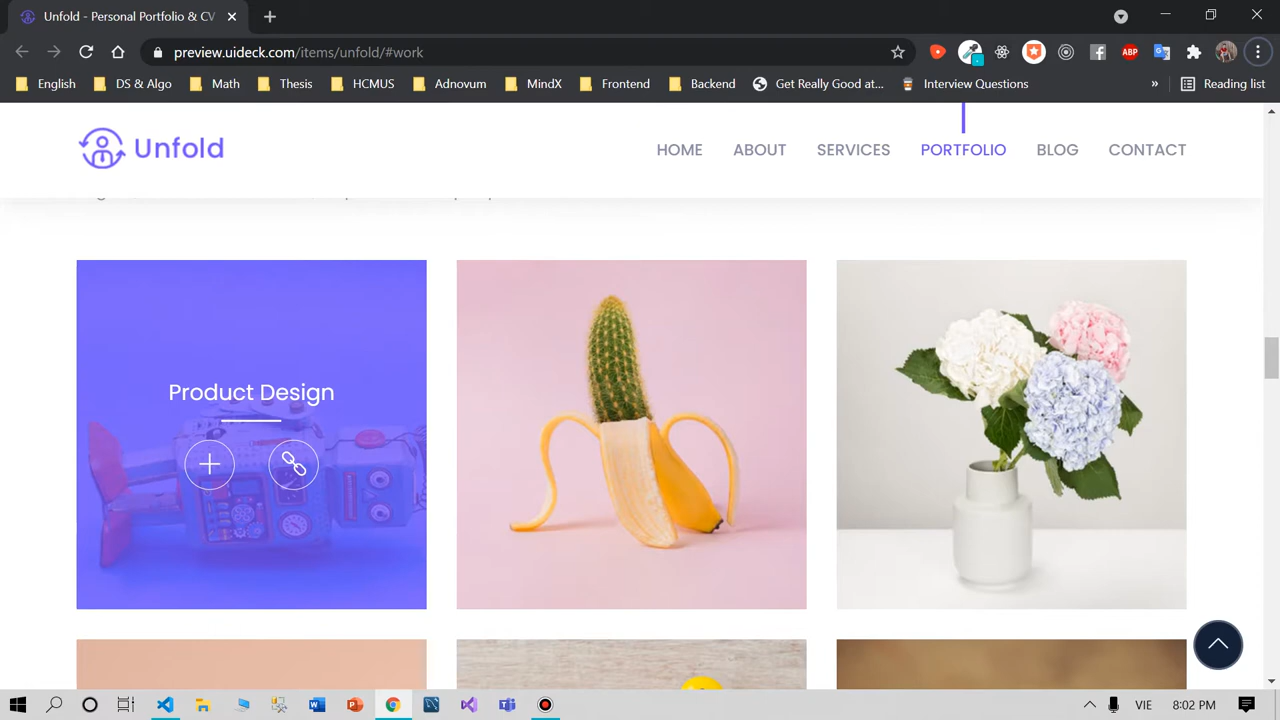 Unfold - Personal Portfolio & CV
preview.uideck.com/items/unfold/#work
English
DS & Algo
Math
Thesis
HCMUS
Adnovum
MindX
Frontend
Backend
Get Really Good at...
Interview Questions
»
Reading list
ABP
Unfold
HOME
ABOUT
SERVICES
PORTFOLIO
BLOG
CONTACT
Product Design
VIE
8:02 PM